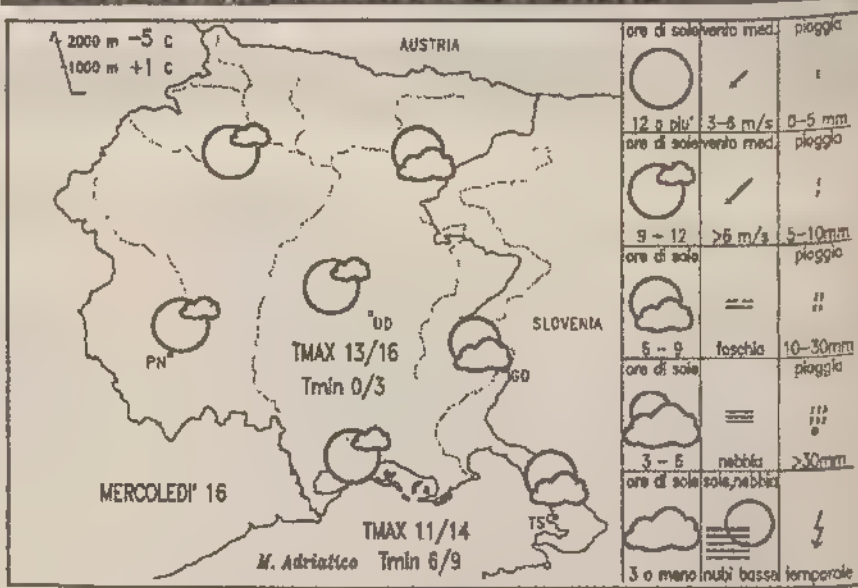 2000 m -5 c
1000 m +1 c
AUSTRIA
SLOVENIA
UD
PN
GO
TMAX 13/16
Tmin 0/3
MERCOLEDI' 16
TS
TMAX 11/14
M. Adriatico Tmin 6/9
ore di sole vento med. pioggia
12 o piu' 3-6 m/s 0-5 mm
ore di sole vento med. pioggia
9 - 12 >6 m/s 5-10mm
ore di sole pioggia
6 - 9 foschia 10-30mm
ore di sole pioggia
3 - 6 nebbia >30mm
ore di sole sole,nebbia
3 o meno nubi basse temporale